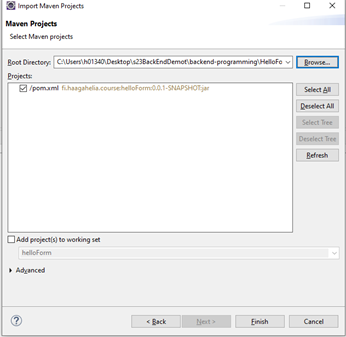 Import Maven Projects
Maven Projects
Select Maven projects
Root Directory: C:\Users\h01340\Desktop\s23BackEndDemot\backend-programming\HelloFo Browse...
Projects:
/pom.xml fi.haagahelia.course:helloForm:0.0.1-SNAPSHOT:jar
Select All
Deselect All
Select Tree
Deselect Tree
Refresh
Add project(s) to working set
helloForm
Advanced
? < Back Next > Finish Cancel